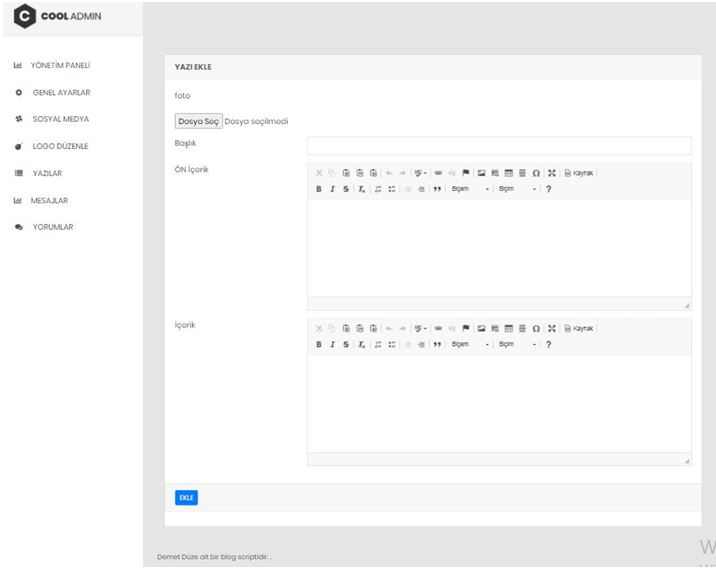 COOL ADMIN
YÖNETİM PANELİ
GENEL AYARLAR
SOSYAL MEDYA
LOGO DÜZENLE
YAZILAR
MESAJLAR
YORUMLAR
YAZI EKLE
foto
Dosya Seç Dosya seçilmedi
Başlık
ÖN İçerik
Kaynak
B I S Biçem Biçim ?
İçerik
Kaynak
B I S Biçem Biçim ?
EKLE
Demet Düze ait bir blog scriptidir..